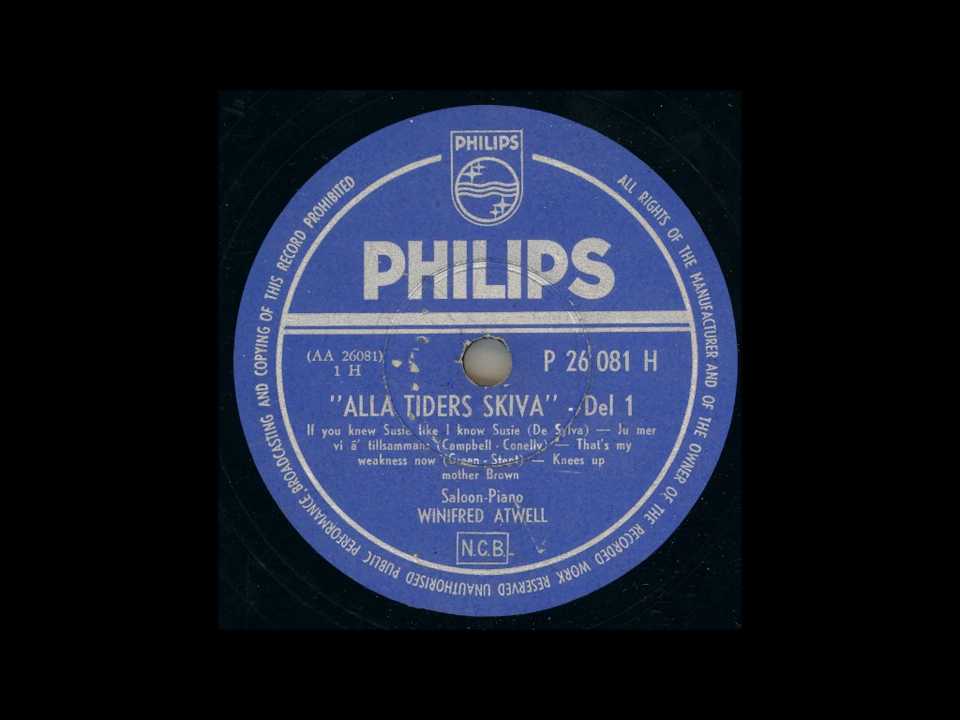 PHILIPS
PHILIPS
(AA 26081)
1 H
P 26 081 H
"ALLA TIDERS SKIVA" - Del 1
If you knew Susie like I know Susie (De Sylva) — Ju mer
vi ä' tillsammans (Campbell - Conelly) — That's my
weakness now (Green - Stept) — Knees up
mother Brown
Saloon-Piano
WINIFRED ATWELL
N.C.B.
ALL RIGHTS OF THE MANUFACTURER AND OF THE OWNER OF THE RECORDED WORK RESERVED UNAUTHORISED PUBLIC PERFORMANCE, BROADCASTING AND COPYING OF THIS RECORD PROHIBITED